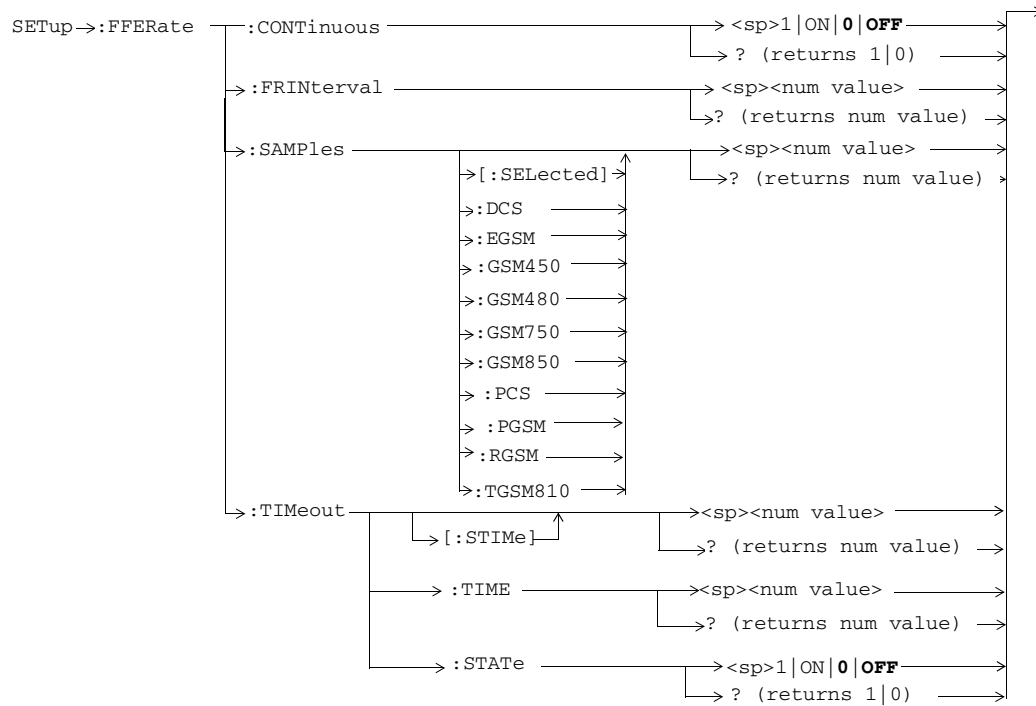 SETup :FFERate :CONTinuous <sp>1|ON|0|OFF
? (returns 1|0)
:FRINterval <sp><num value>
? (returns num value)
:SAMPles <sp><num value>
[:SELected] ? (returns num value)
:DCS
:EGSM
:GSM450
:GSM480
:GSM750
:GSM850
:PCS
:PGSM
:RGSM
:TGSM810
:TIMeout <sp><num value>
[:STIMe] ? (returns num value)
:TIME <sp><num value>
? (returns num value)
:STATe <sp>1|ON|0|OFF
? (returns 1|0)